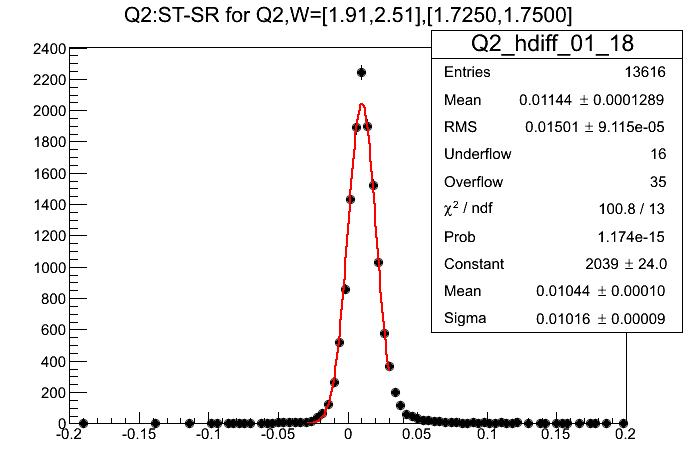 Q2:ST-SR for Q2,W=[1.91,2.51],[1.7250,1.7500]
Q2_hdiff_01_18
Entries 13616
Mean 0.01144 ± 0.0001289
RMS 0.01501 ± 9.115e-05
Underflow 16
Overflow 35
χ² / ndf 100.8 / 13
Prob 1.174e-15
Constant 2039 ± 24.0
Mean 0.01044 ± 0.00010
Sigma 0.01016 ± 0.00009
2400
2200
2000
1800
1600
1400
1200
1000
800
600
400
200
0
-0.2 -0.15 -0.1 -0.05 0 0.05 0.1 0.15 0.2